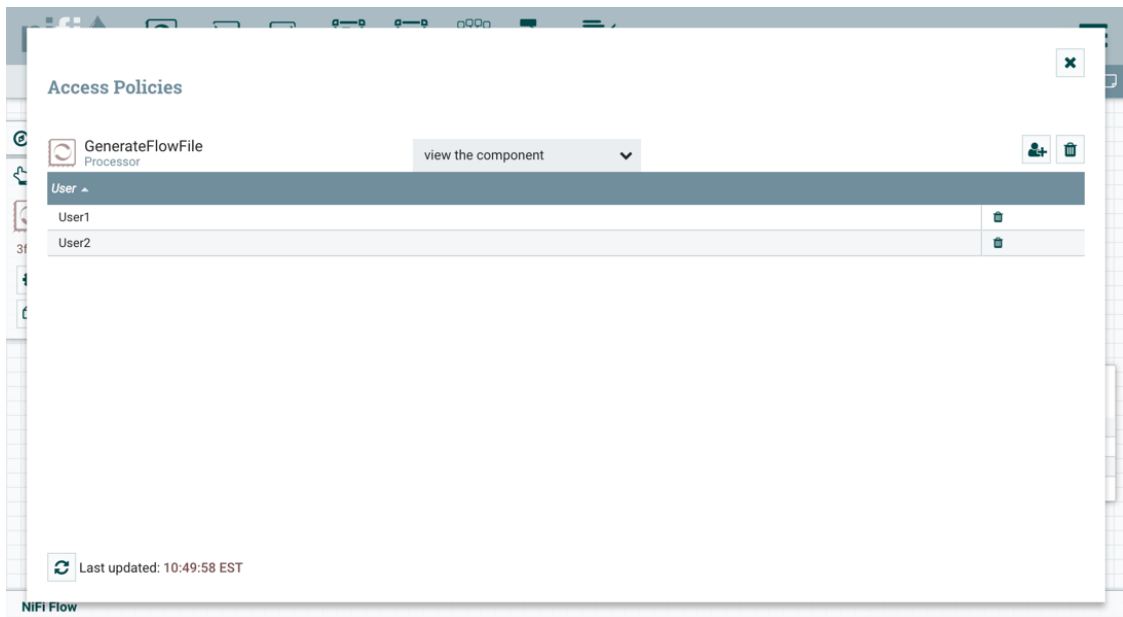 Access Policies
GenerateFlowFile
Processor
view the component
User
User1
User2
Last updated: 10:49:58 EST
NiFi Flow